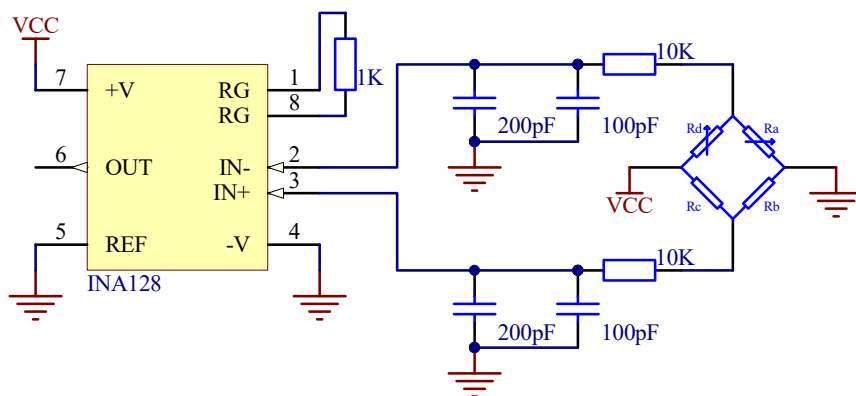 VCC
7
+V
RG
1
1K
RG
8
6
OUT
IN-
2
IN+
3
5
REF
-V
4
INA128
10K
200pF
100pF
Rd
Ra
VCC
Rc
Rb
10K
200pF
100pF